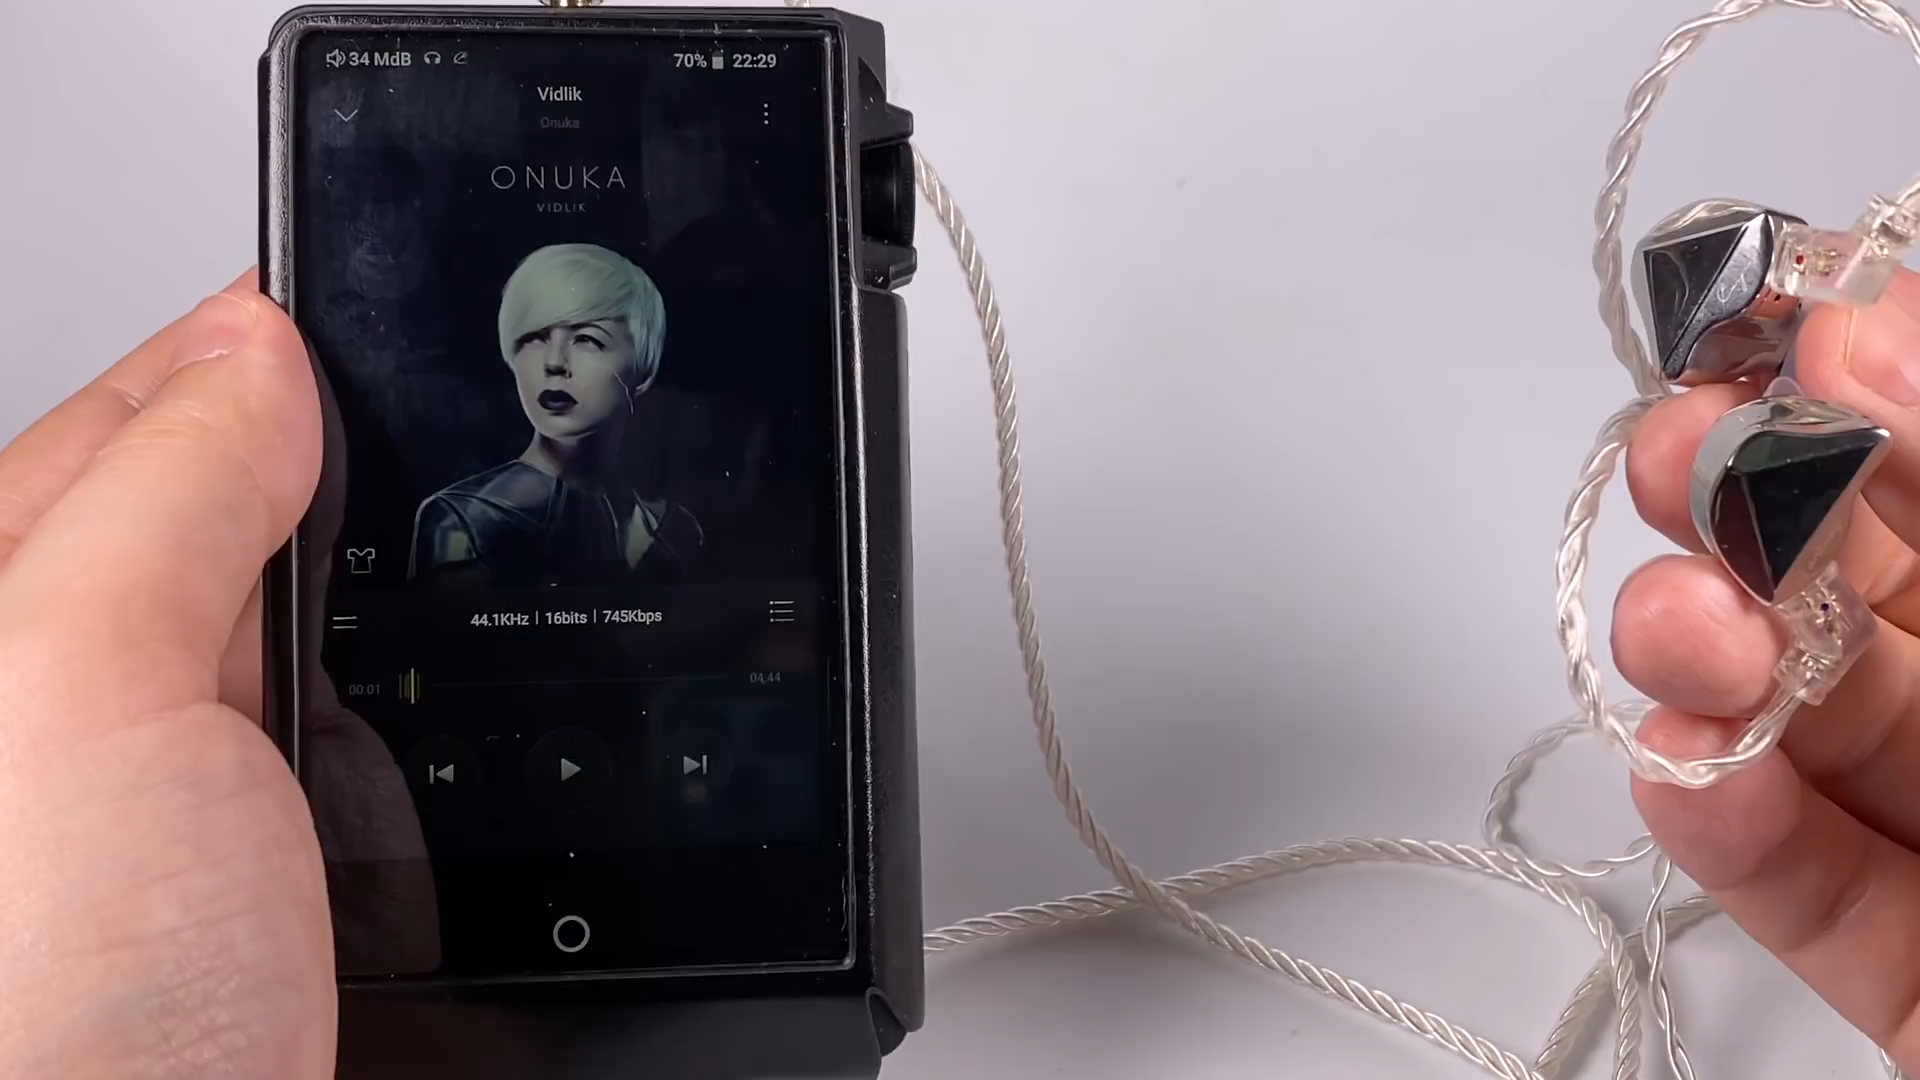 34 MdB
70% 22:29
Vidlik
Onuka
ONUKA
VIDLIK
44.1KHz | 16bits | 745Kbps
00:01
04:44